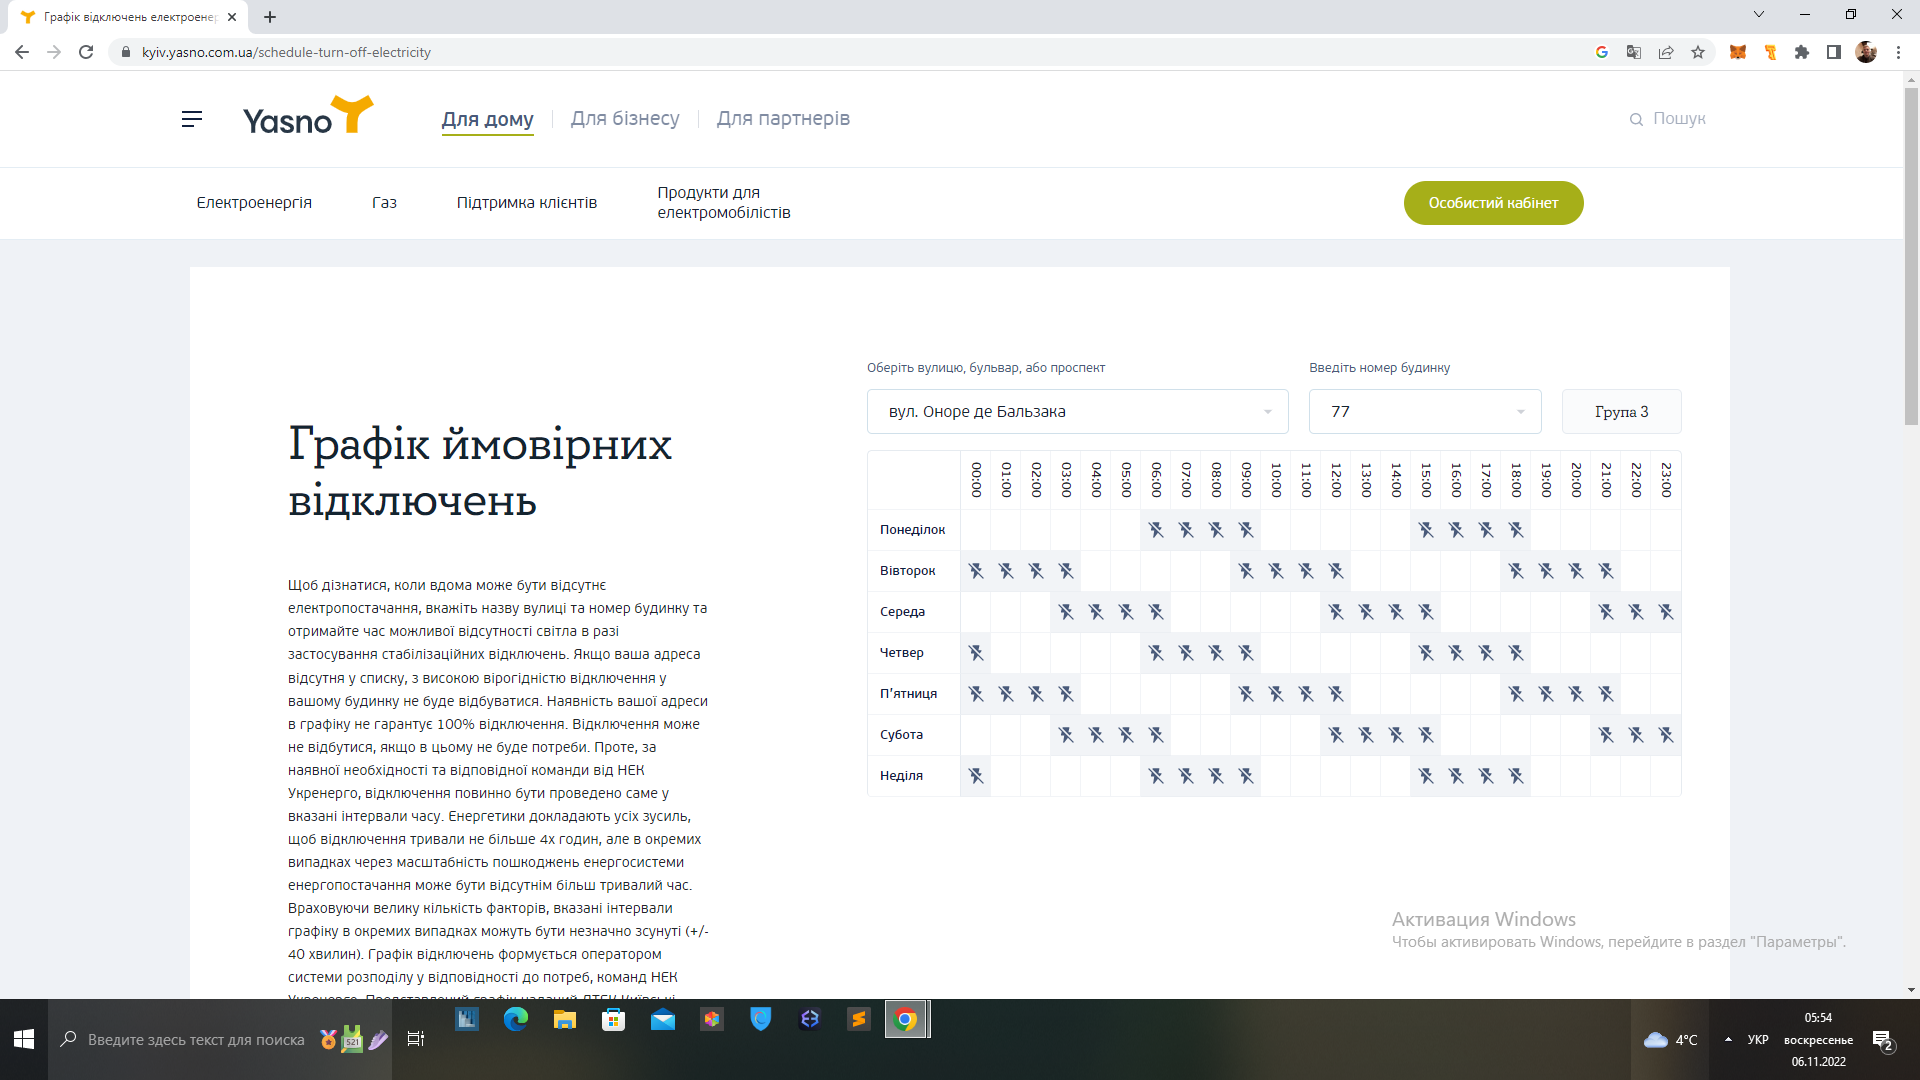 Графік відключень електроенер
kyiv.yasno.com.ua/schedule-turn-off-electricity
Yasno
Для дому
Для бізнесу
Для партнерів
Пошук
Електроенергія
Газ
Підтримка клієнтів
Продукти для
електромобілістів
Особистий кабінет
Графік ймовірних
відключень
Щоб дізнатися, коли вдома може бути відсутнє
електропостачання, вкажіть назву вулиці та номер будинку та
отримайте час можливої відсутності світла в разі
застосування стабілізаційних відключень. Якщо ваша адреса
відсутня у списку, з високою вірогідністю відключення у
вашому будинку не буде відбуватися. Наявність вашої адреси
в графіку не гарантує 100% відключення. Відключення може
не відбутися, якщо в цьому не буде потреби. Проте, за
наявної необхідності та відповідної команди від НЕК
Укренерго, відключення повинно бути проведено саме у
вказані інтервали часу. Енергетики докладають усіх зусиль,
щоб відключення тривали не більше 4х годин, але в окремих
випадках через масштабність пошкоджень енергосистеми
енергопостачання може бути відсутнім більш тривалий час.
Враховуючи велику кількість факторів, вказані інтервали
графіку в окремих випадках можуть бути незначно зсунуті (+/-
40 хвилин). Графік відключень формується оператором
системи розподілу у відповідності до потреб, команд НЕК
Укренерго. Представлений графік наданий ДТЕК Київські
Оберіть вулицю, бульвар, або проспект
Введіть номер будинку
вул. Оноре де Бальзака
77
Група 3
00:00 01:00 02:00 03:00 04:00 05:00 06:00 07:00 08:00 09:00 10:00 11:00 12:00 13:00 14:00 15:00 16:00 17:00 18:00 19:00 20:00 21:00 22:00 23:00
Понеділок
Вівторок
Середа
Четвер
П’ятниця
Субота
Неділя
Активация Windows
Чтобы активировать Windows, перейдите в раздел "Параметры".
Введите здесь текст для поиска
521
4°C
УКР
05:54
воскресенье
06.11.2022
2